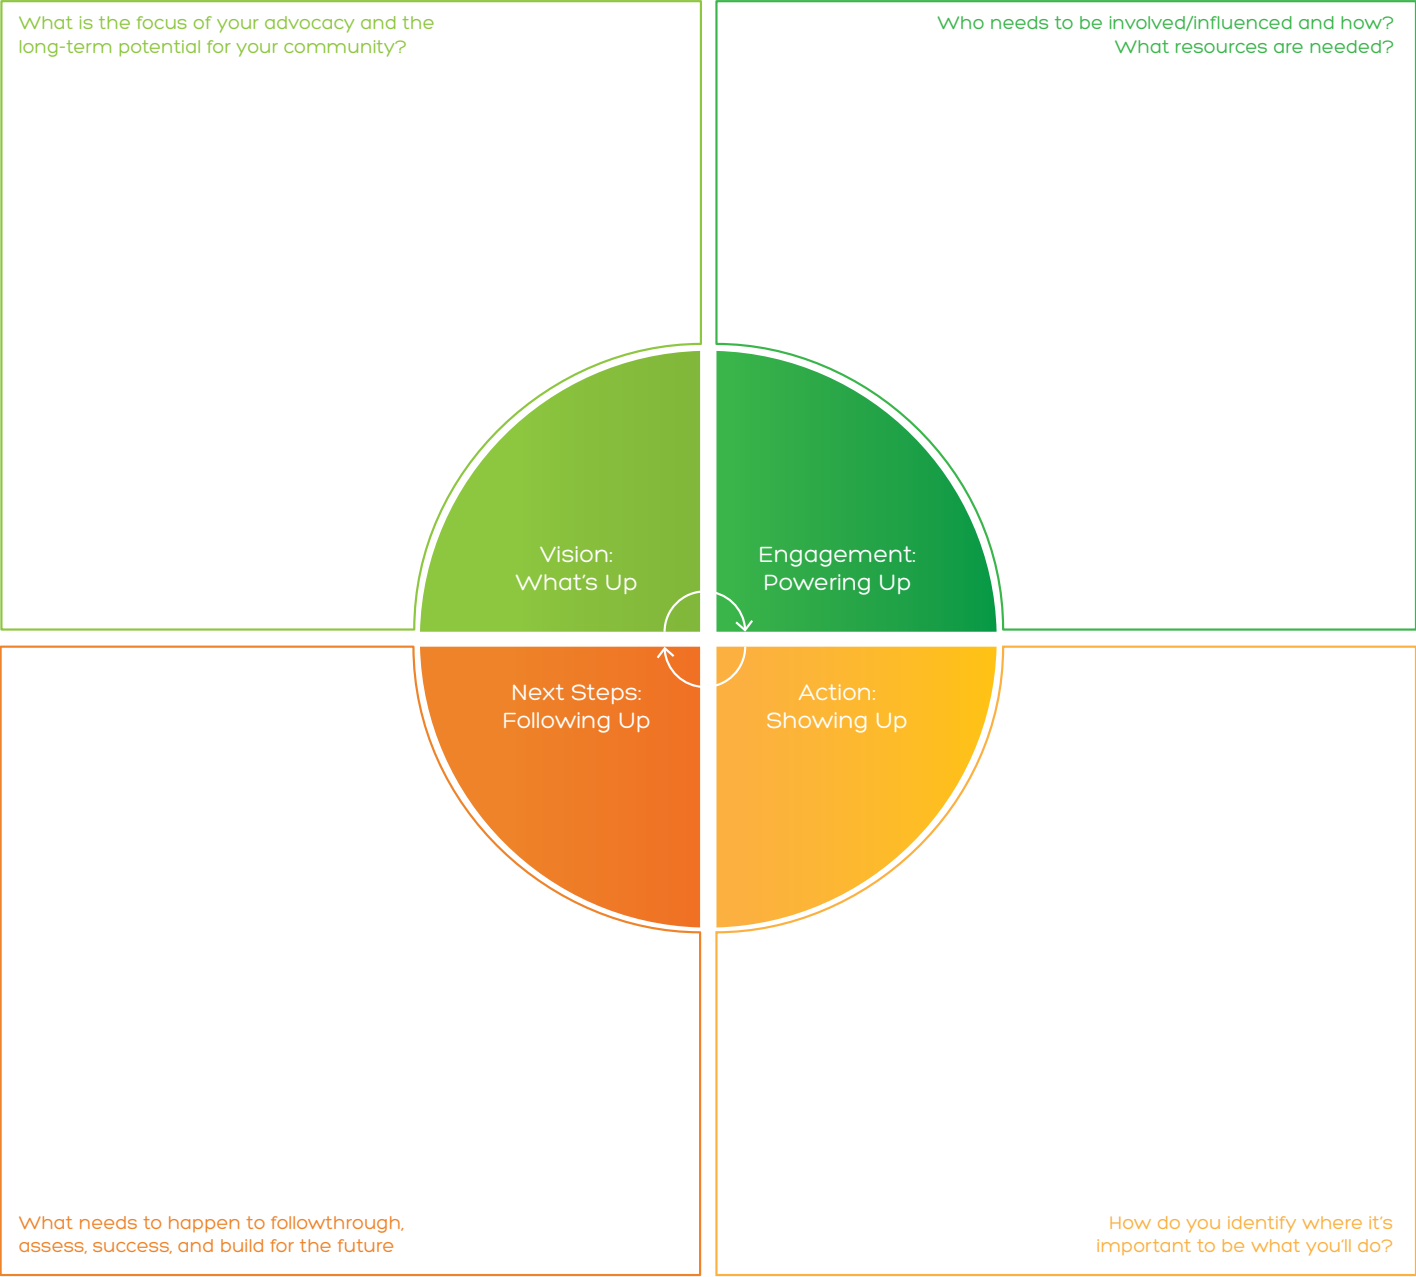 What is the focus of your advocacy and the
long-term potential for your community?
Who needs to be involved/influenced and how?
What resources are needed?
Vision:
What's Up
Engagement:
Powering Up
Next Steps:
Following Up
Action:
Showing Up
What needs to happen to followthrough,
assess, success, and build for the future
How do you identify where it's
important to be what you'll do?